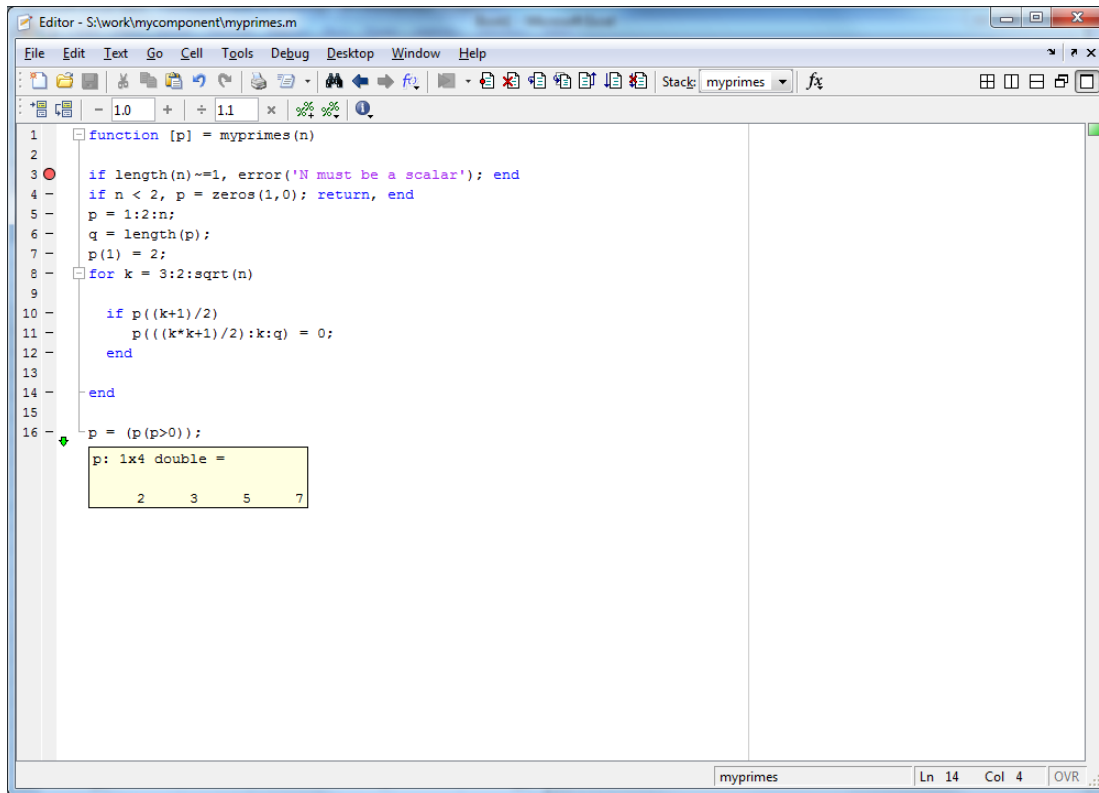 Editor - S:\work\mycomponent\myprimes.m
File Edit Text Go Cell Tools Debug Desktop Window Help
Stack: myprimes fx
− 1.0 + ÷ 1.1 ×
1 function [p] = myprimes(n)
2
3 if length(n)~=1, error('N must be a scalar'); end
4 – if n < 2, p = zeros(1,0); return, end
5 – p = 1:2:n;
6 – q = length(p);
7 – p(1) = 2;
8 – for k = 3:2:sqrt(n)
9
10 – if p((k+1)/2)
11 – p(((k*k+1)/2):k:q) = 0;
12 – end
13
14 – end
15
16 – p = (p(p>0));
p: 1x4 double =
2 3 5 7
myprimes Ln 14 Col 4 OVR